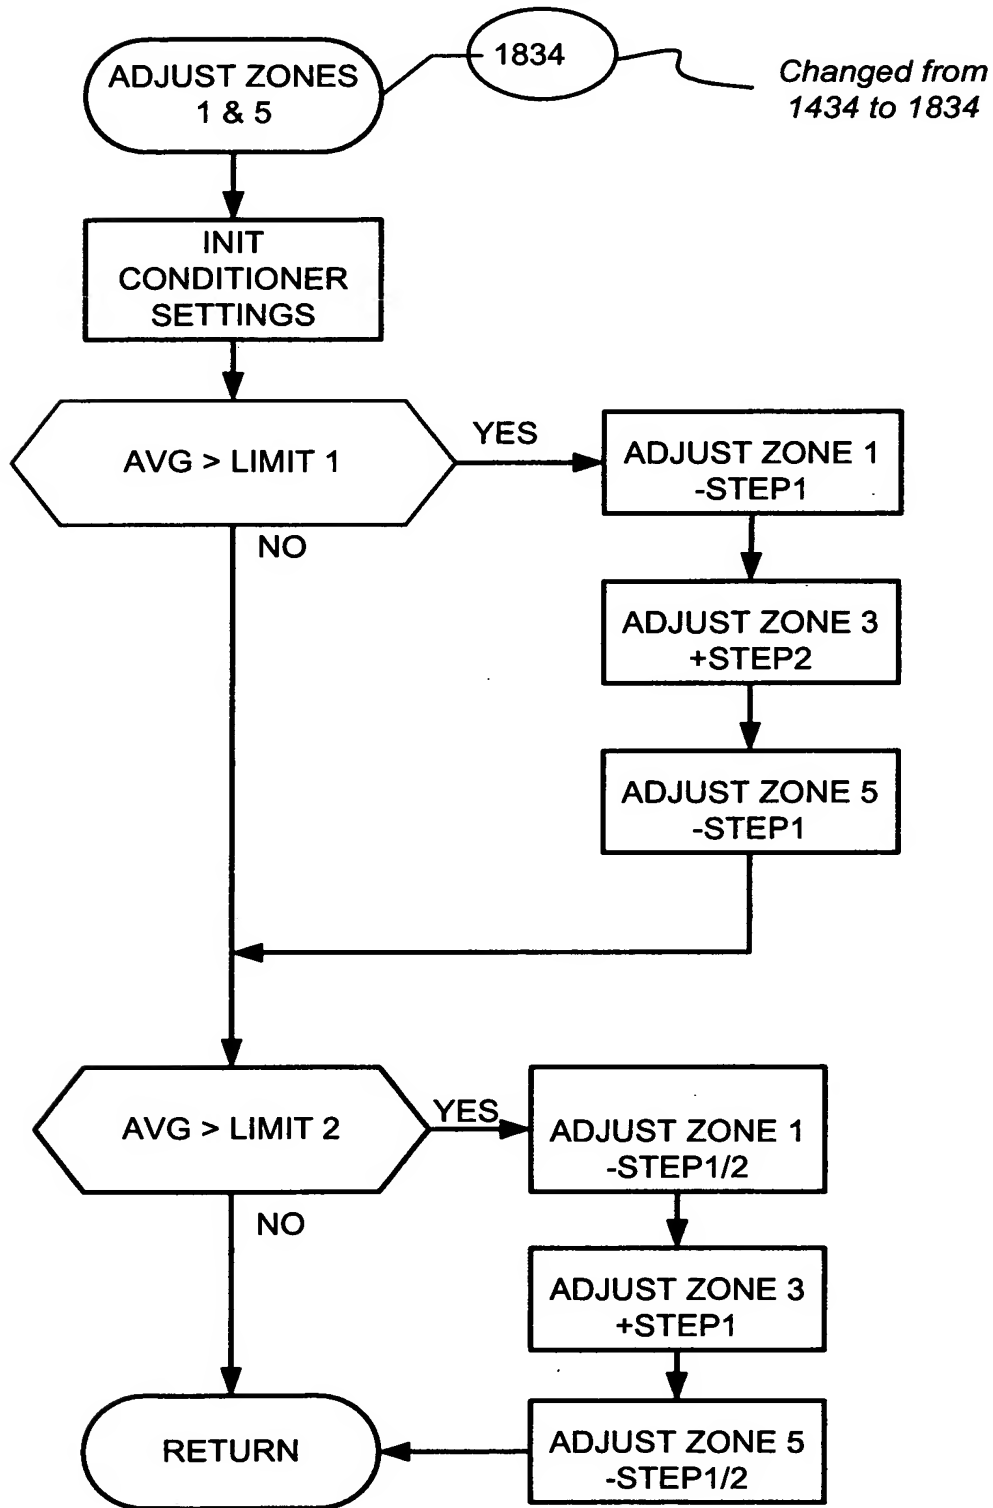 ADJUST ZONES
1 & 5
1834
Changed from
1434 to 1834
INIT
CONDITIONER
SETTINGS
AVG > LIMIT 1
YES
NO
ADJUST ZONE 1
-STEP1
ADJUST ZONE 3
+STEP2
ADJUST ZONE 5
-STEP1
AVG > LIMIT 2
YES
NO
ADJUST ZONE 1
-STEP1/2
ADJUST ZONE 3
+STEP1
ADJUST ZONE 5
-STEP1/2
RETURN